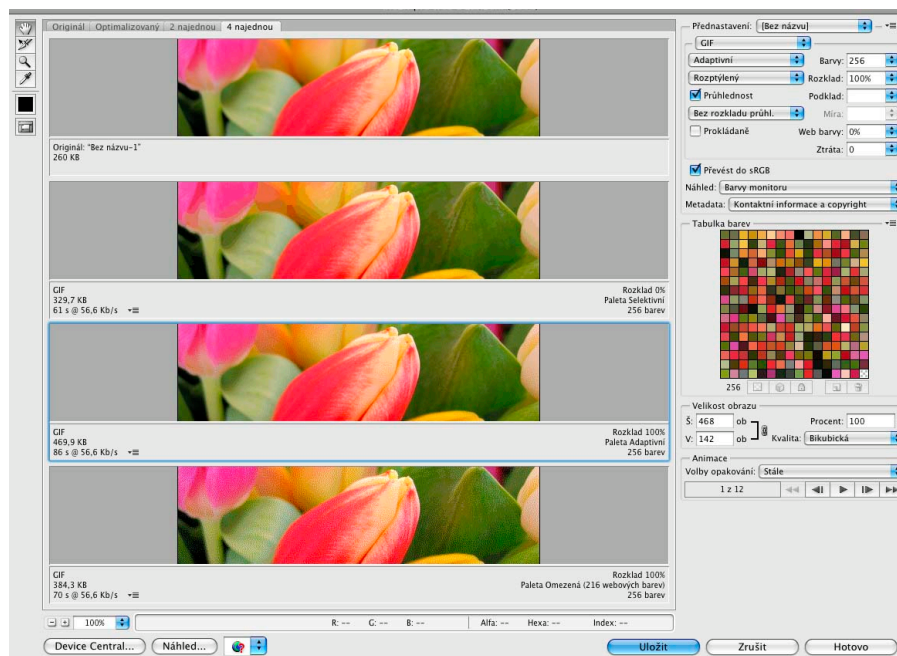 Originál Optimalizovaný 2 najednou 4 najednou
Originál: "Bez názvu-1"
260 KB
GIF Rozklad 0%
329,7 KB Paleta Selektivní
61 s @ 56,6 Kb/s 256 barev
GIF Rozklad 100%
469,9 KB Paleta Adaptivní
86 s @ 56,6 Kb/s 256 barev
GIF Rozklad 100%
384,3 KB Paleta Omezená (216 webových barev)
70 s @ 56,6 Kb/s 256 barev
100% R: -- G: -- B: -- Alfa: -- Hexa: -- Index: --
Device Central... Náhled... Uložit Zrušit Hotovo
Přednastavení: [Bez názvu]
GIF
Adaptivní Barvy: 256
Rozptýlený Rozklad: 100%
Průhlednost Podklad:
Bez rozkladu průhl. Míra:
Prokládaně Web barvy: 0%
Ztráta: 0
Převést do sRGB
Náhled: Barvy monitoru
Metadata: Kontaktní informace a copyright
Tabulka barev
256
Velikost obrazu
Š: 468 ob Procent: 100
V: 142 ob Kvalita: Bikubická
Animace
Volby opakování: Stále
1 z 12